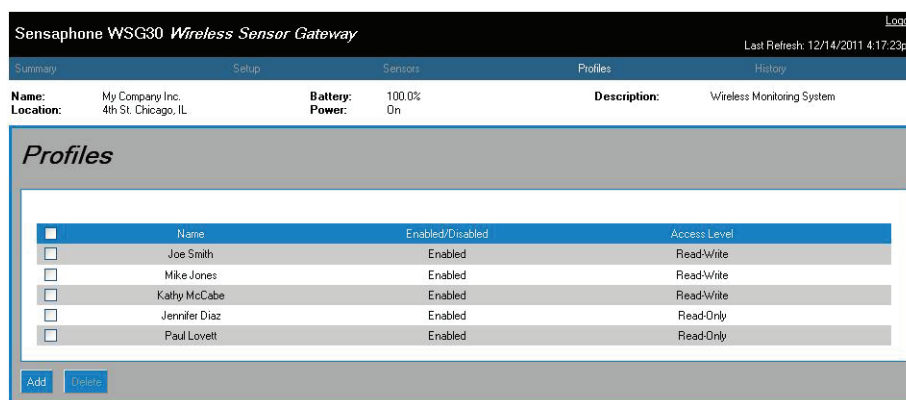 Logo
Sensaphone WSG30 Wireless Sensor Gateway
Last Refresh: 12/14/2011 4:17:23p
Summary Setup Sensors Profiles History
Name: My Company Inc. Battery: 100.0% Description: Wireless Monitoring System
Location: 4th St. Chicago, IL Power: On
Profiles
Name Enabled/Disabled Access Level
Joe Smith Enabled Read-Write
Mike Jones Enabled Read-Write
Kathy McCabe Enabled Read-Write
Jennifer Diaz Enabled Read-Only
Paul Lovett Enabled Read-Only
Add Delete